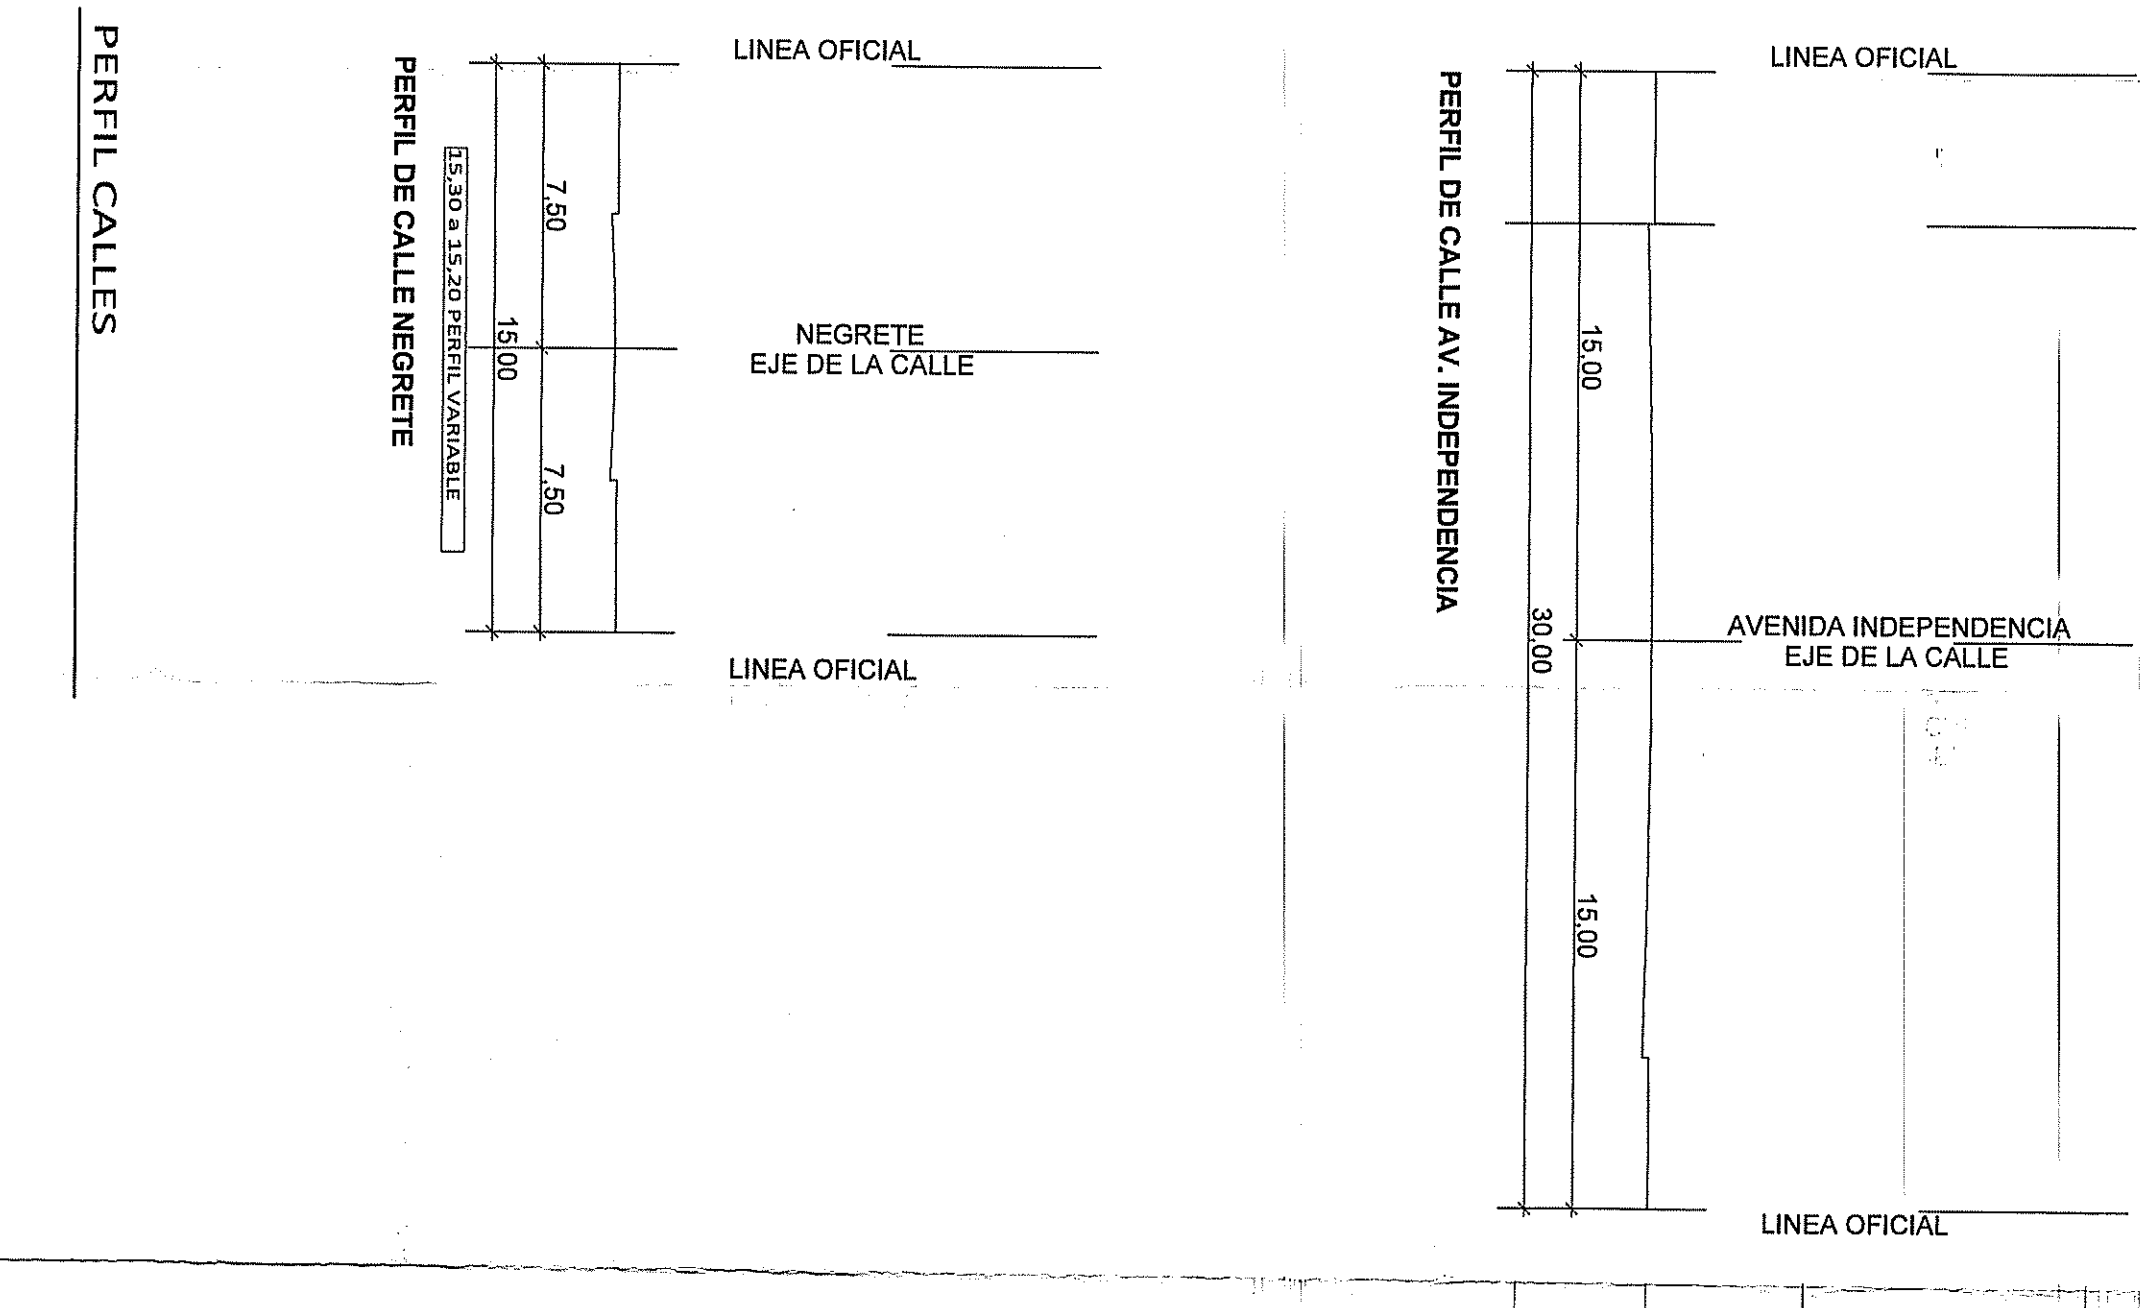 PERFIL CALLES
PERFIL DE CALLE NEGRETE
15,30 a 15,20 PERFIL VARIABLE
15,00
7,50
7,50
LINEA OFICIAL
NEGRETE
EJE DE LA CALLE
LINEA OFICIAL
PERFIL DE CALLE AV. INDEPENDENCIA
30,00
15,00
15,00
LINEA OFICIAL
AVENIDA INDEPENDENCIA
EJE DE LA CALLE
LINEA OFICIAL